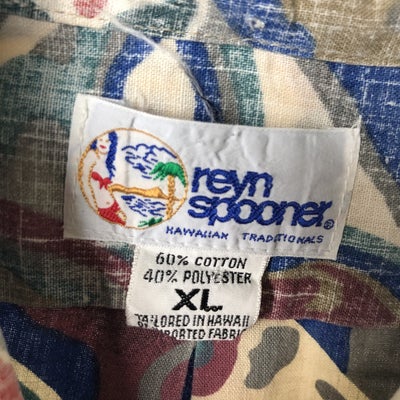 reyn
spooner®
HAWAIIAN TRADITIONALS
60% COTTON
40% POLYESTER
XL
TAILORED IN HAWAII
IMPORTED FABRIC